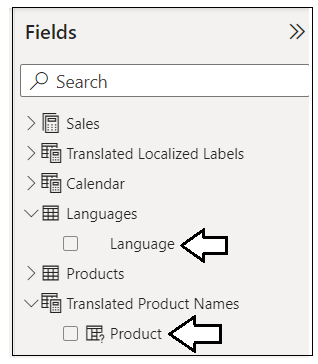 Fields
Search
Sales
Translated Localized Labels
Calendar
Languages
Language
Products
Translated Product Names
Product